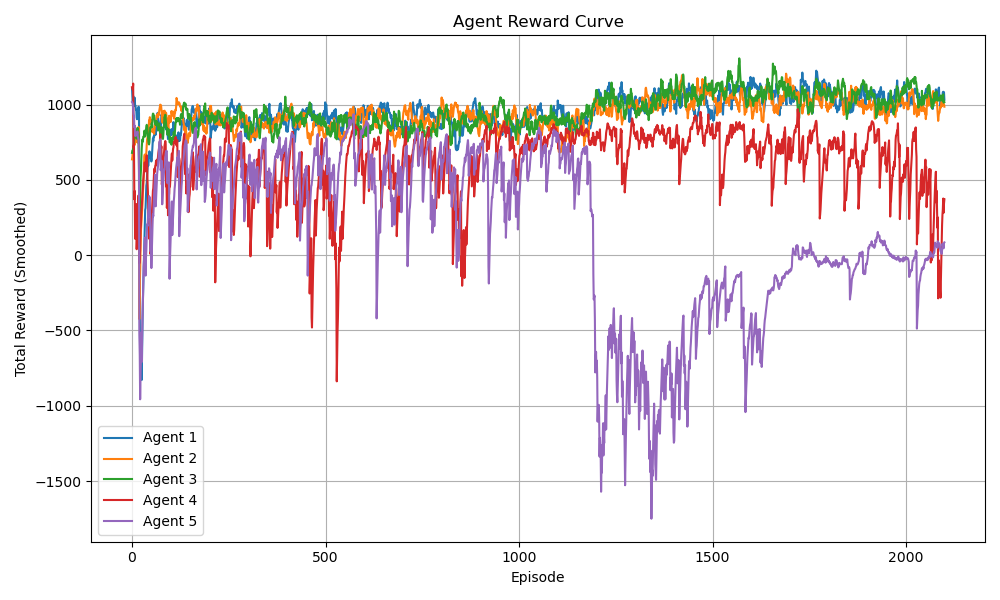 Agent Reward Curve
Total Reward (Smoothed)
1000
500
0
−500
−1000
−1500
Agent 1
Agent 2
Agent 3
Agent 4
Agent 5
0 500 1000 1500 2000
Episode